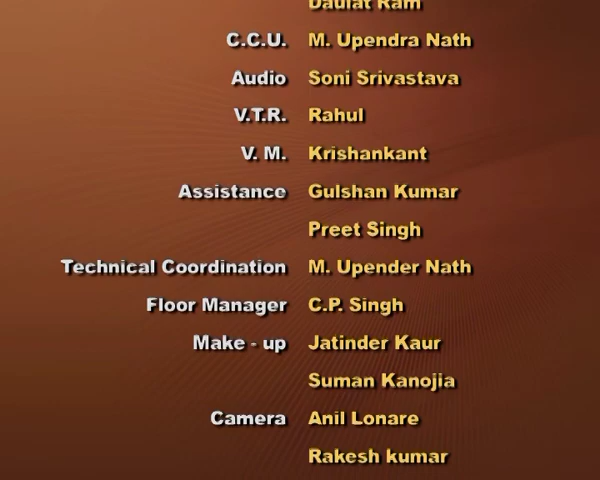 Daulat Ram
C.C.U. M. Upendra Nath
Audio Soni Srivastava
V.T.R. Rahul
V. M. Krishankant
Assistance Gulshan Kumar
Preet Singh
Technical Coordination M. Upender Nath
Floor Manager C.P. Singh
Make - up Jatinder Kaur
Suman Kanojia
Camera Anil Lonare
Rakesh kumar